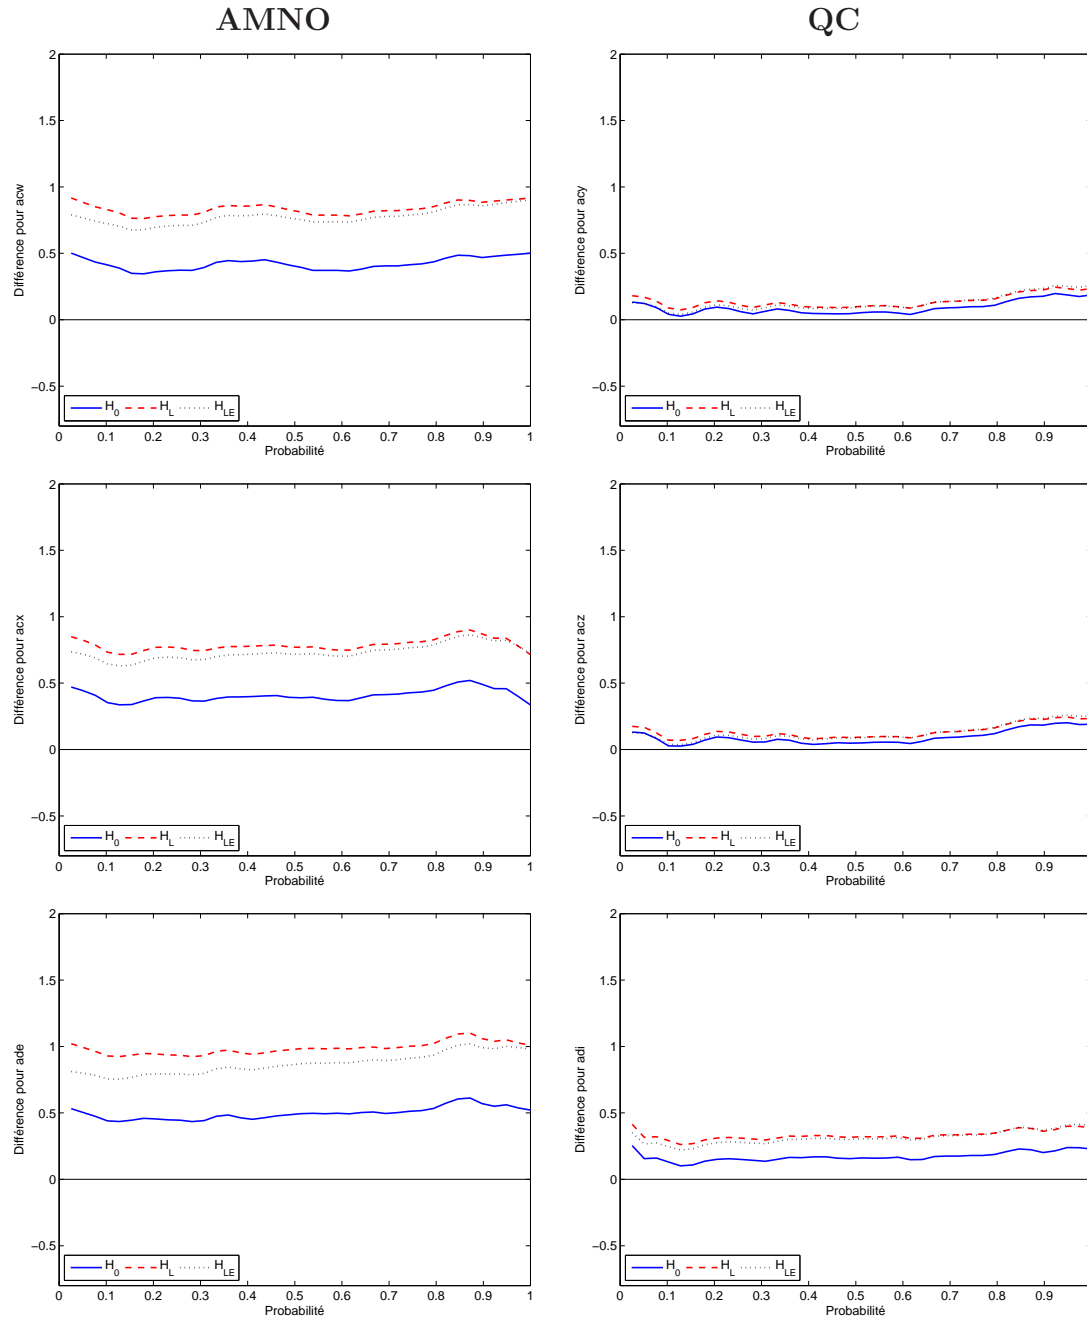 AMNO
QC
2
1.5
1
0.5
0
−0.5
Différence pour acw
H0 HL HLE
0 0.1 0.2 0.3 0.4 0.5 0.6 0.7 0.8 0.9 1
Probabilité
2
1.5
1
0.5
0
−0.5
Différence pour acy
H0 HL HLE
0 0.1 0.2 0.3 0.4 0.5 0.6 0.7 0.8 0.9
Probabilité
2
1.5
1
0.5
0
−0.5
Différence pour acx
H0 HL HLE
0 0.1 0.2 0.3 0.4 0.5 0.6 0.7 0.8 0.9 1
Probabilité
2
1.5
1
0.5
0
−0.5
Différence pour acz
H0 HL HLE
0 0.1 0.2 0.3 0.4 0.5 0.6 0.7 0.8 0.9
Probabilité
2
1.5
1
0.5
0
−0.5
Différence pour ade
H0 HL HLE
0 0.1 0.2 0.3 0.4 0.5 0.6 0.7 0.8 0.9 1
Probabilité
2
1.5
1
0.5
0
−0.5
Différence pour adi
H0 HL HLE
0 0.1 0.2 0.3 0.4 0.5 0.6 0.7 0.8 0.9
Probabilité